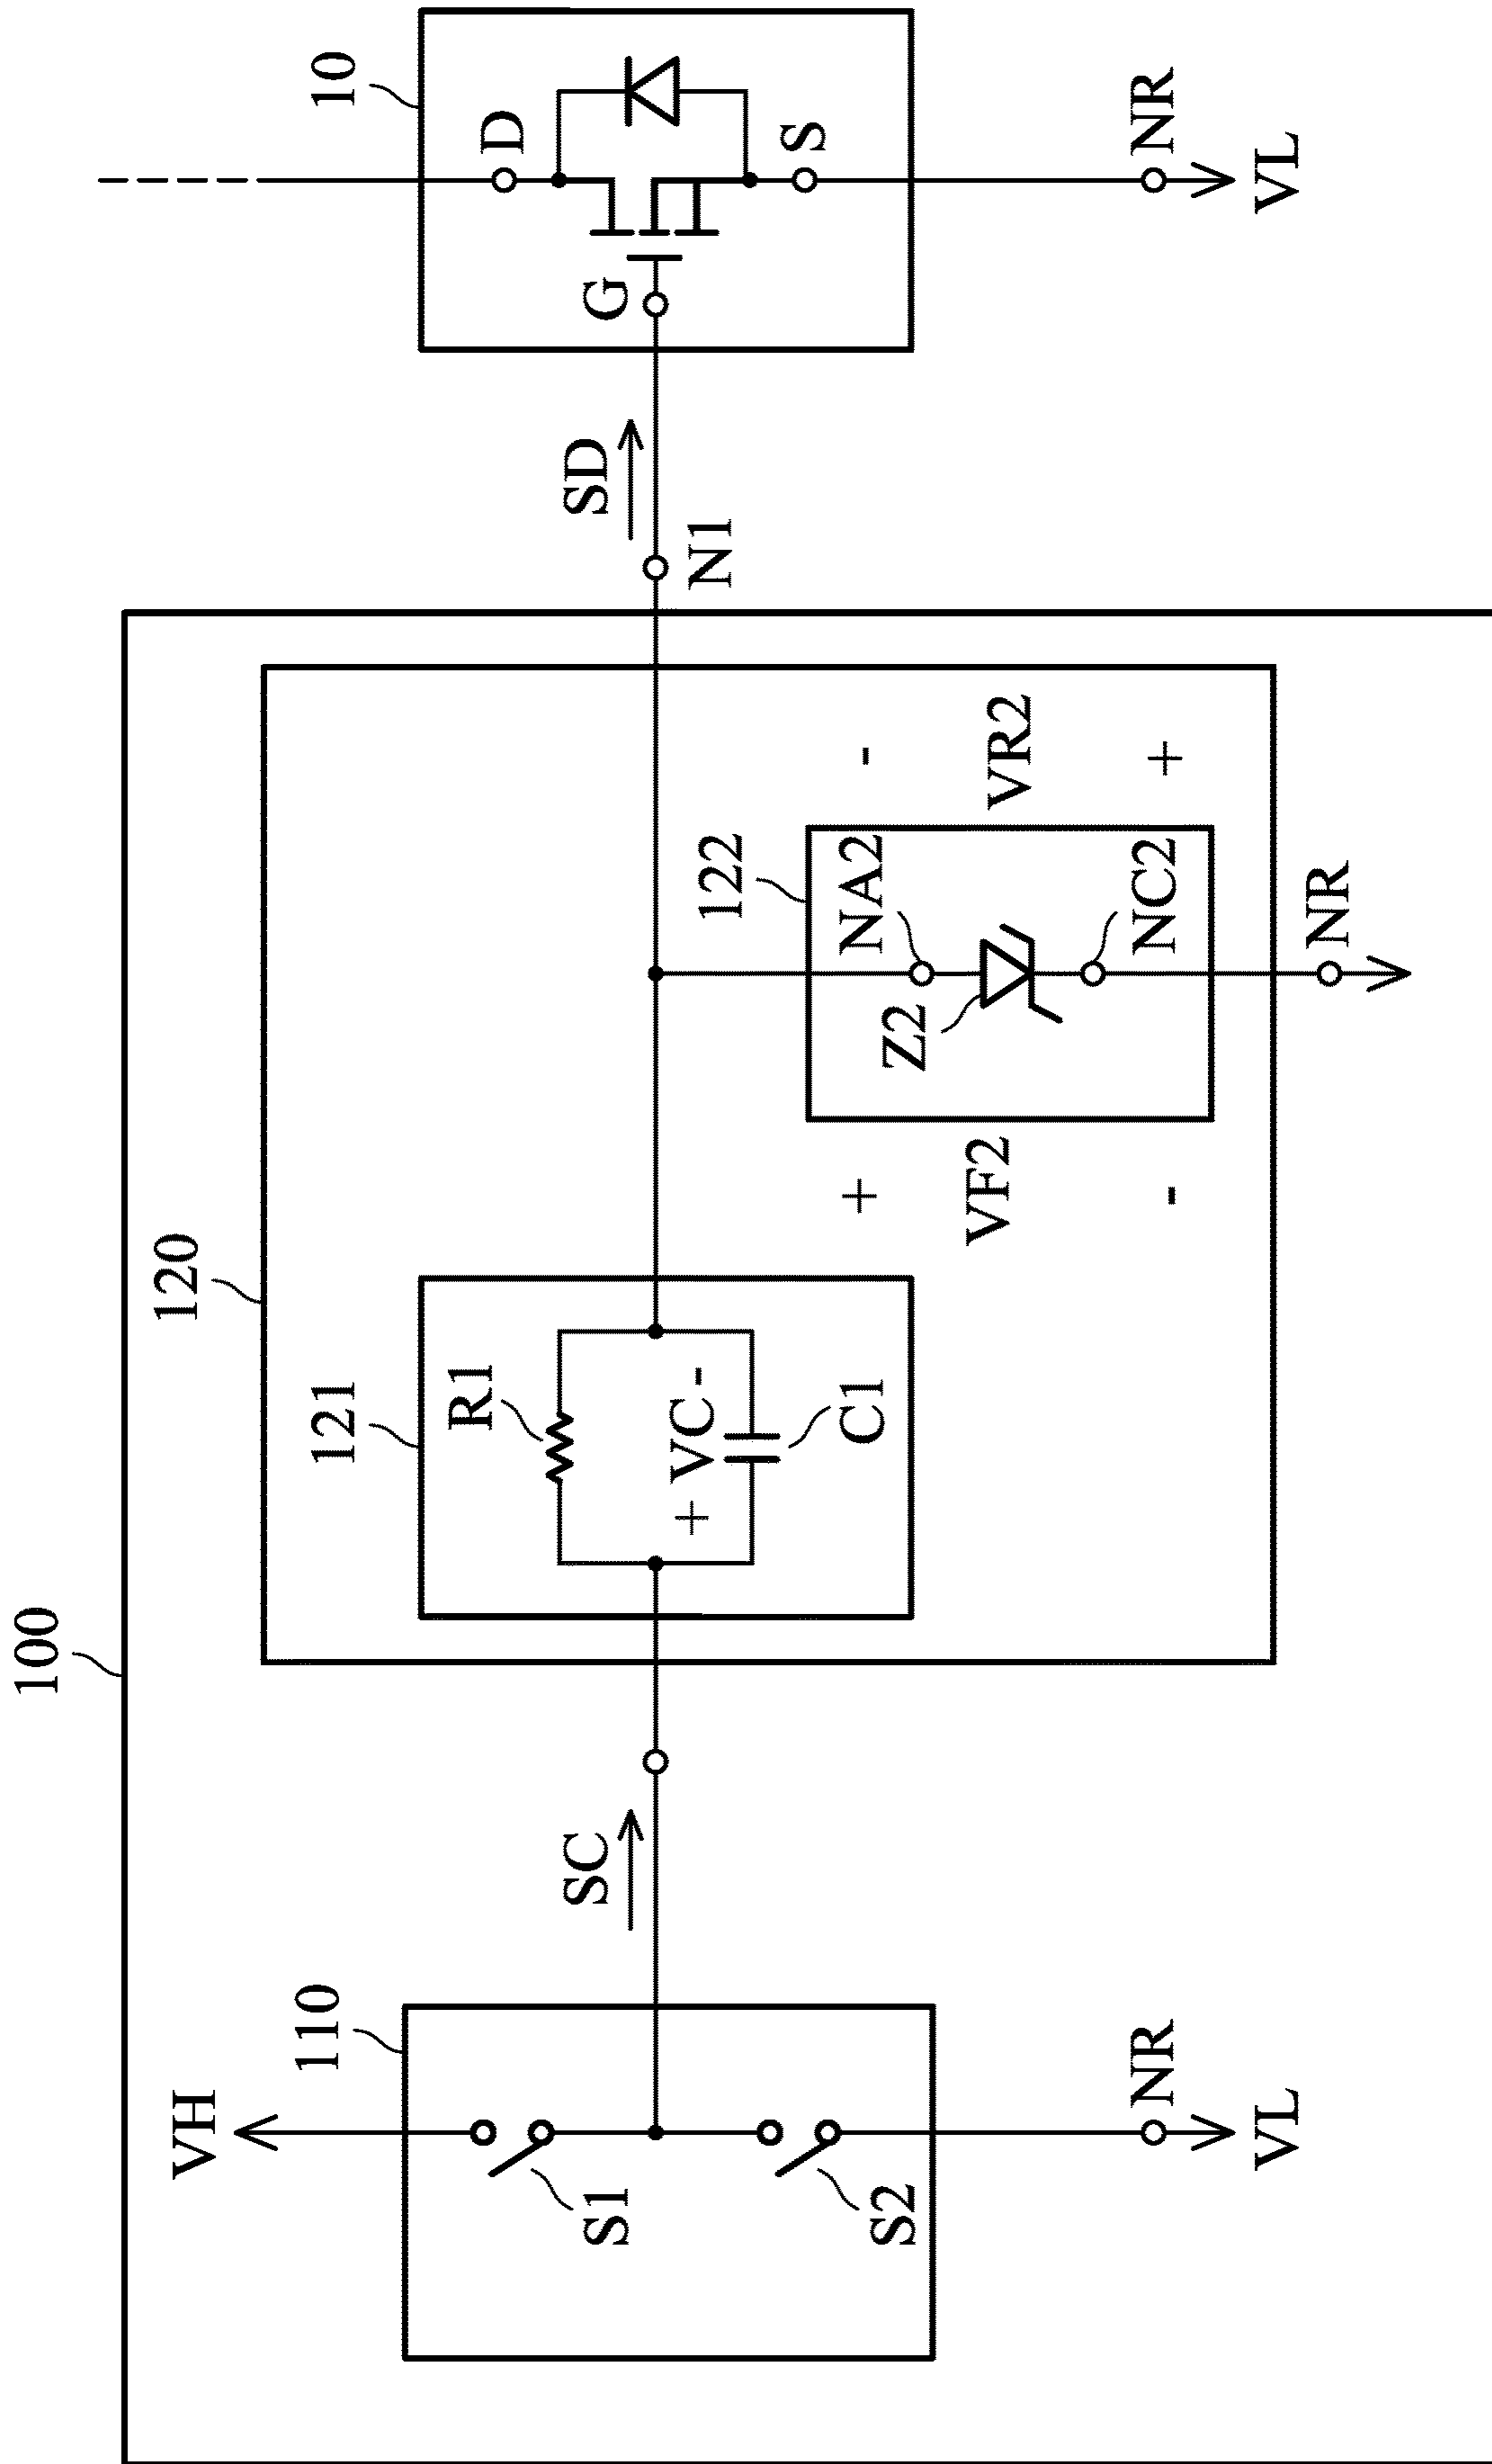 100
120
VH
110
S1
S2
NR
VL
SC
121
R1
+ VC -
C1
122
NA2
Z2
NC2
+
VF2
-
-
VR2
+
NR
N1
SD
10
D
G
S
NR
VL